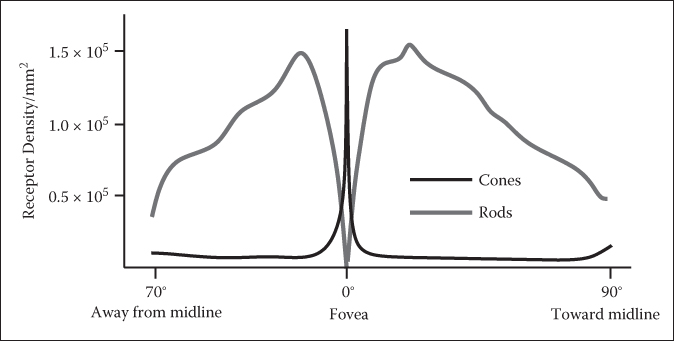 Receptor Density/mm²
1.5 × 10⁵
1.0 × 10⁵
0.5 × 10⁵
Cones
Rods
70°
0°
90°
Away from midline
Fovea
Toward midline